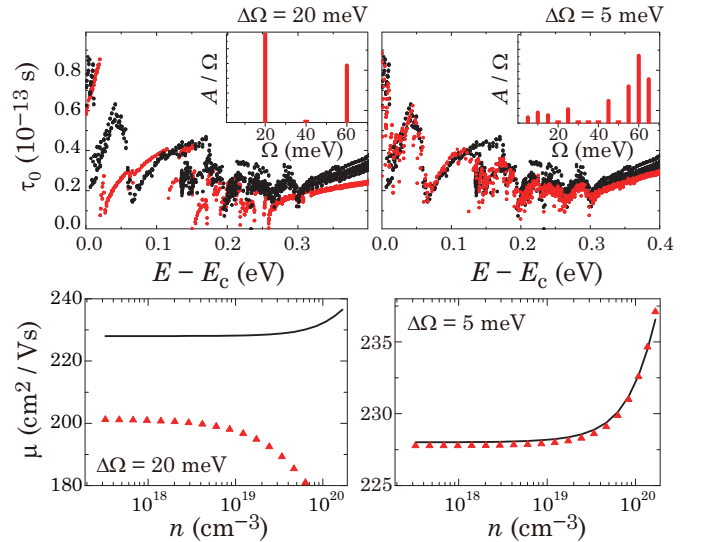 ΔΩ = 20 meV
ΔΩ = 5 meV
τ₀ (10⁻¹³ s)
0.8
0.6
0.4
0.2
0.0
A / Ω
20 40 60
Ω (meV)
A / Ω
20 40 60
Ω (meV)
0.0 0.1 0.2 0.3
0.0 0.1 0.2 0.3 0.4
E − E_c (eV)
E − E_c (eV)
μ (cm² / Vs)
240
220
200
180
ΔΩ = 20 meV
10¹⁸ 10¹⁹ 10²⁰
n (cm⁻³)
235
230
225
ΔΩ = 5 meV
10¹⁸ 10¹⁹ 10²⁰
n (cm⁻³)